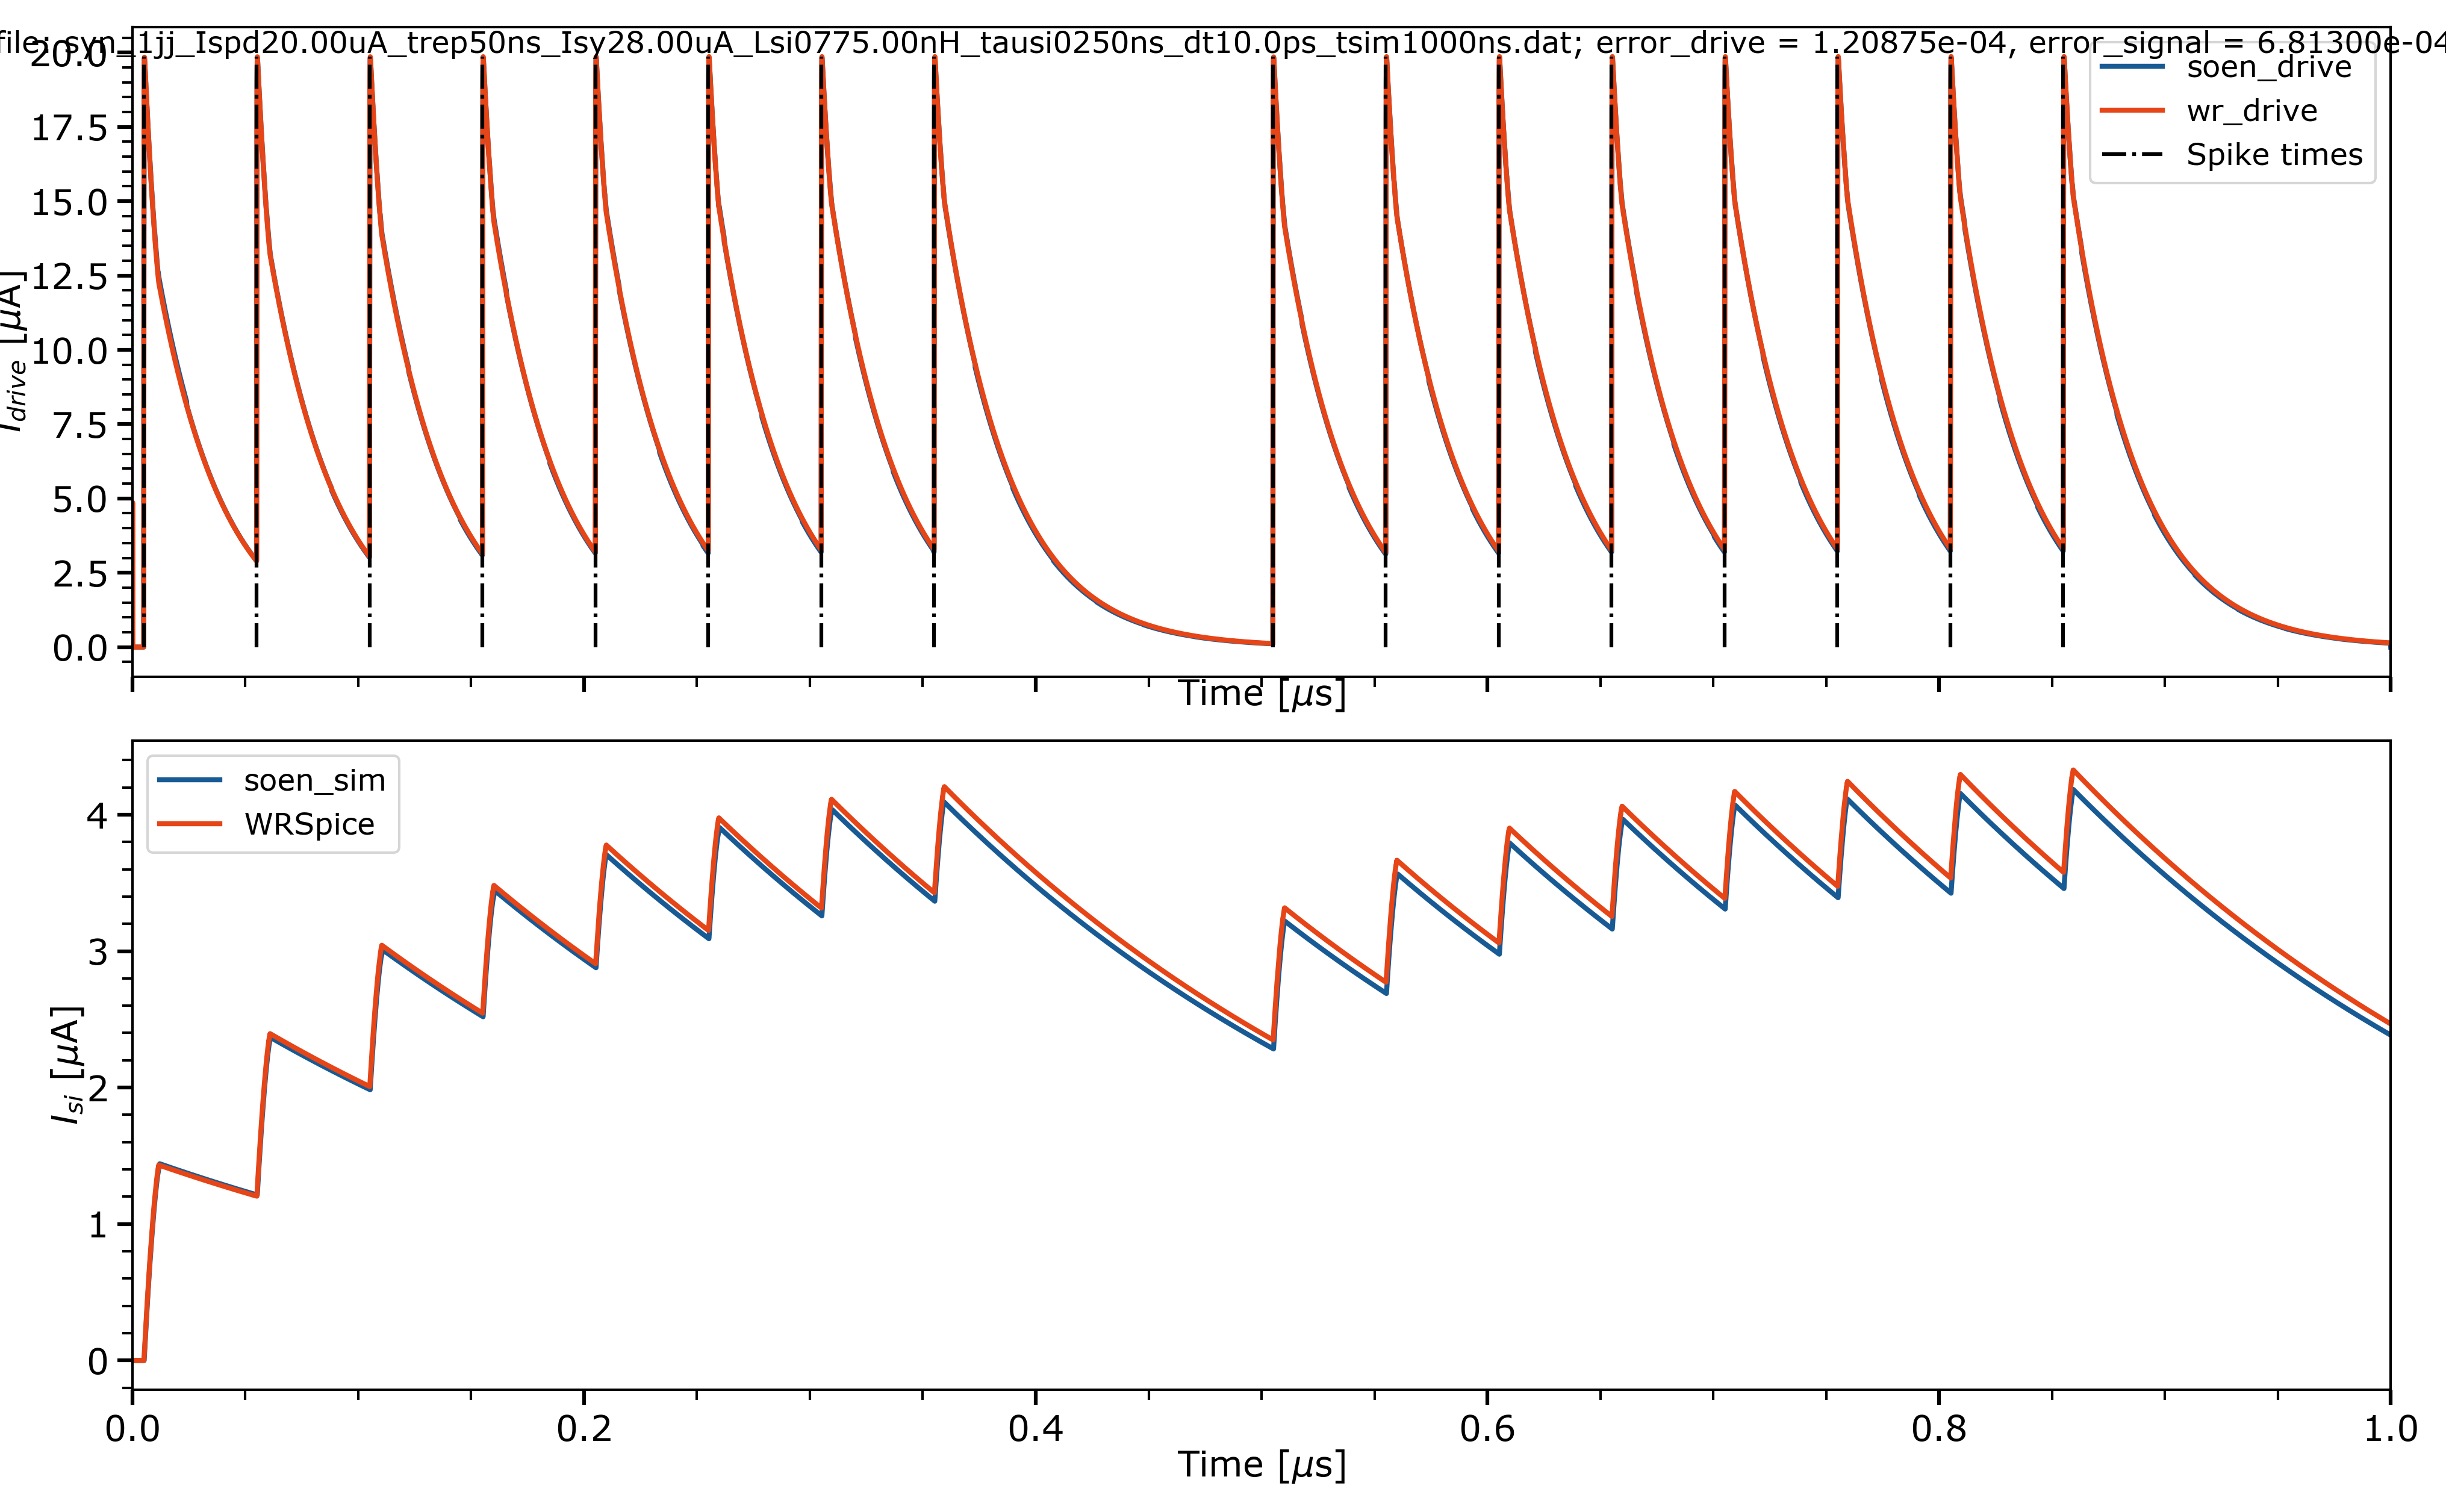 file: syn_1jj_Ispd20.00uA_trep50ns_Isy28.00uA_Lsi0775.00nH_tausi0250ns_dt10.0ps_tsim1000ns.dat; error_drive = 1.20875e-04, error_signal = 6.81300e-04
20.0
17.5
15.0
12.5
10.0
7.5
5.0
2.5
0.0
I_drive [μA]
soen_drive
wr_drive
Spike times
Time [μs]
soen_sim
WRSpice
4
3
2
1
0
I_si [μA]
0.0 0.2 0.4 0.6 0.8 1.0
Time [μs]